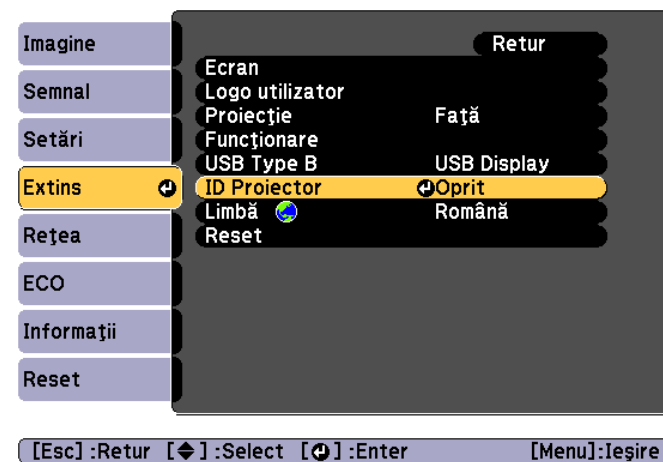 Imagine
Semnal
Setări
Extins
Reţea
ECO
Informaţii
Reset
Retur
Ecran
Logo utilizator
Proiecţie Faţă
Funcţionare
USB Type B USB Display
ID Proiector Oprit
Limbă Română
Reset
[Esc] :Retur [ ] :Select [ ] :Enter [Menu]:Ieşire